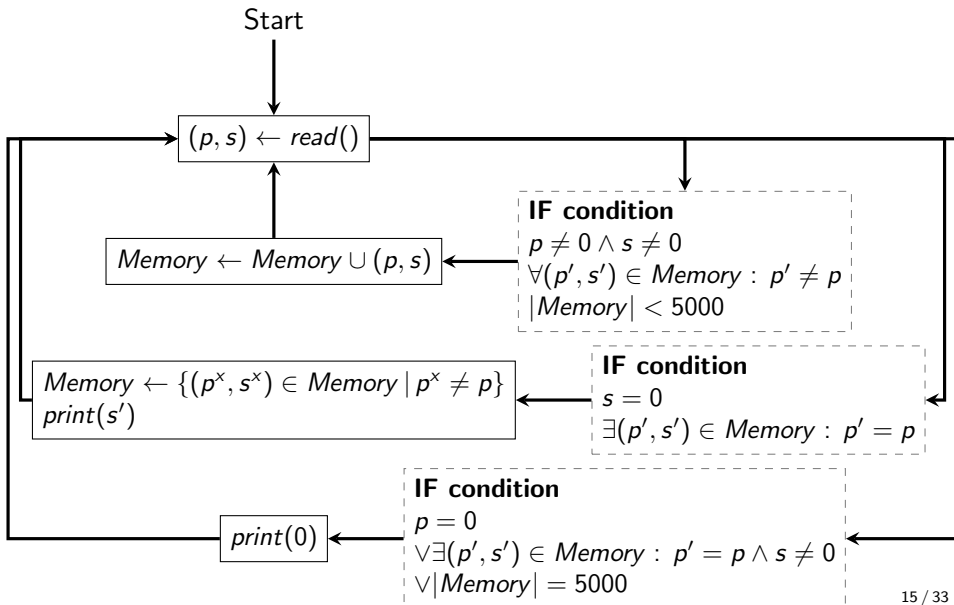 Start
(p, s) ← read()
IF condition
p ≠ 0 ∧ s ≠ 0
∀(p′, s′) ∈ Memory : p′ ≠ p
|Memory| < 5000
Memory ← Memory ∪ (p, s)
IF condition
s = 0
∃(p′, s′) ∈ Memory : p′ = p
Memory ← {(pˣ, sˣ) ∈ Memory | pˣ ≠ p}
print(s′)
IF condition
p = 0
∨∃(p′, s′) ∈ Memory : p′ = p ∧ s ≠ 0
∨|Memory| = 5000
print(0)
15 / 33